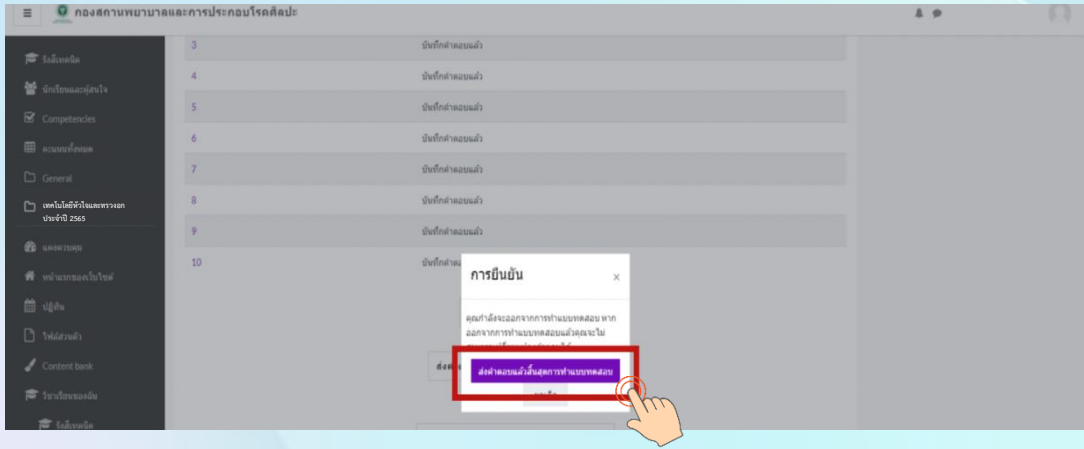 กองสถานพยาบาลและการประกอบโรคศิลปะ
รังสีเทคนิค
นักเรียนและผู้สนใจ
Competencies
คะแนนทั้งหมด
General
เทคโนโลยีหัวใจและทรวงอก
ประจำปี 2565
แผงควบคุม
หน้าแรกของเว็บไซต์
ปฏิทิน
ไฟล์ส่วนตัว
Content bank
วิชาเรียนของฉัน
รังสีเทคนิค
3 บันทึกคำตอบแล้ว
4 บันทึกคำตอบแล้ว
5 บันทึกคำตอบแล้ว
6 บันทึกคำตอบแล้ว
7 บันทึกคำตอบแล้ว
8 บันทึกคำตอบแล้ว
9 บันทึกคำตอบแล้ว
10
การยืนยัน ×
คุณกำลังจะออกจากการทำแบบทดสอบ หาก
ออกจากการทำแบบทดสอบแล้วคุณจะไม่
ส่งคำตอบแล้วสิ้นสุดการทำแบบทดสอบ